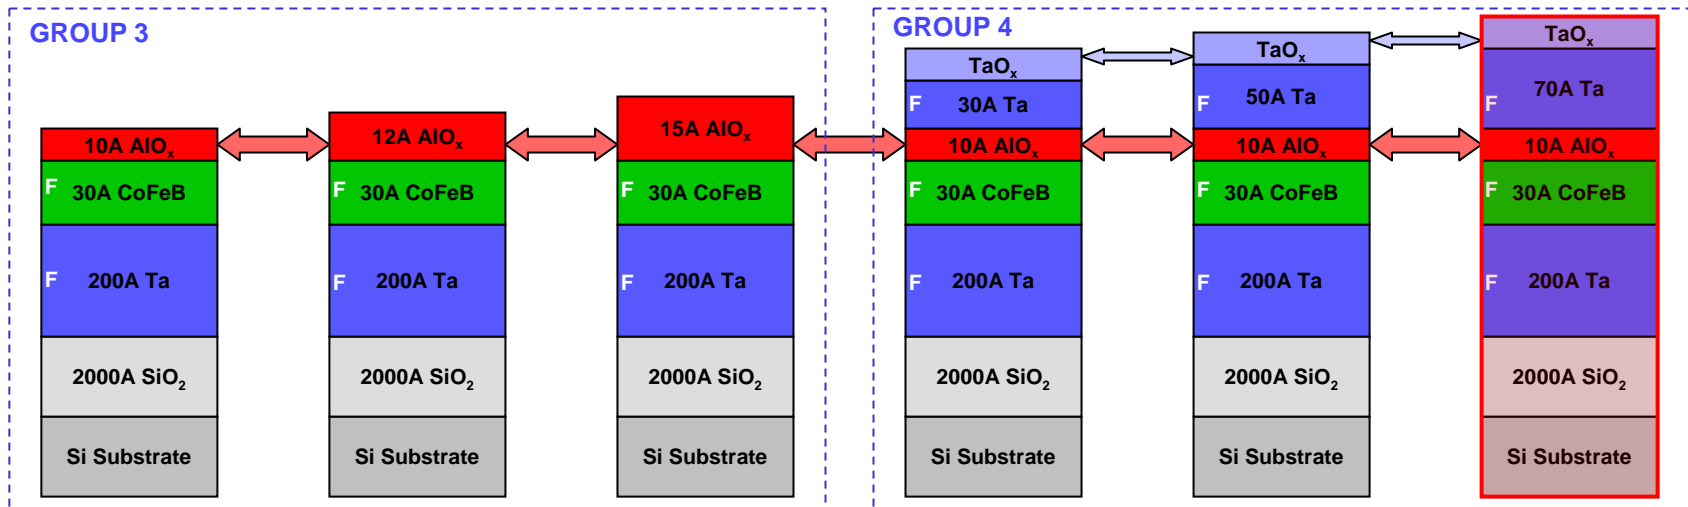 GROUP 3
10A AlOₓ
F 30A CoFeB
F 200A Ta
2000A SiO₂
Si Substrate
12A AlOₓ
F 30A CoFeB
F 200A Ta
2000A SiO₂
Si Substrate
15A AlOₓ
F 30A CoFeB
F 200A Ta
2000A SiO₂
Si Substrate
GROUP 4
TaOₓ
F 30A Ta
10A AlOₓ
F 30A CoFeB
F 200A Ta
2000A SiO₂
Si Substrate
TaOₓ
F 50A Ta
10A AlOₓ
F 30A CoFeB
F 200A Ta
2000A SiO₂
Si Substrate
TaOₓ
F 70A Ta
10A AlOₓ
F 30A CoFeB
F 200A Ta
2000A SiO₂
Si Substrate